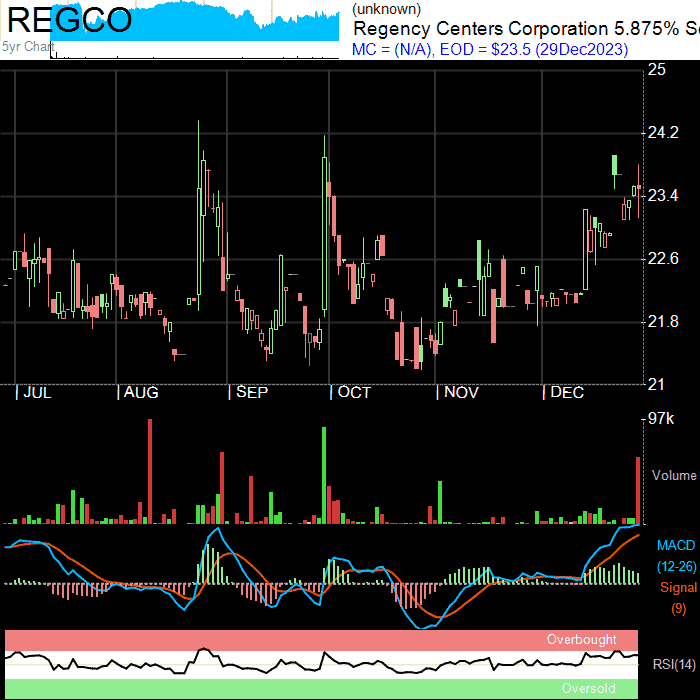 REGCO
5yr Chart
(unknown)
Regency Centers Corporation 5.875% S
MC = (N/A), EOD = $23.5 (29Dec2023)
25
24.2
23.4
22.6
21.8
21
JUL AUG SEP OCT NOV DEC
97k
Volume
MACD
(12-26)
Signal
(9)
Overbought
RSI(14)
Oversold